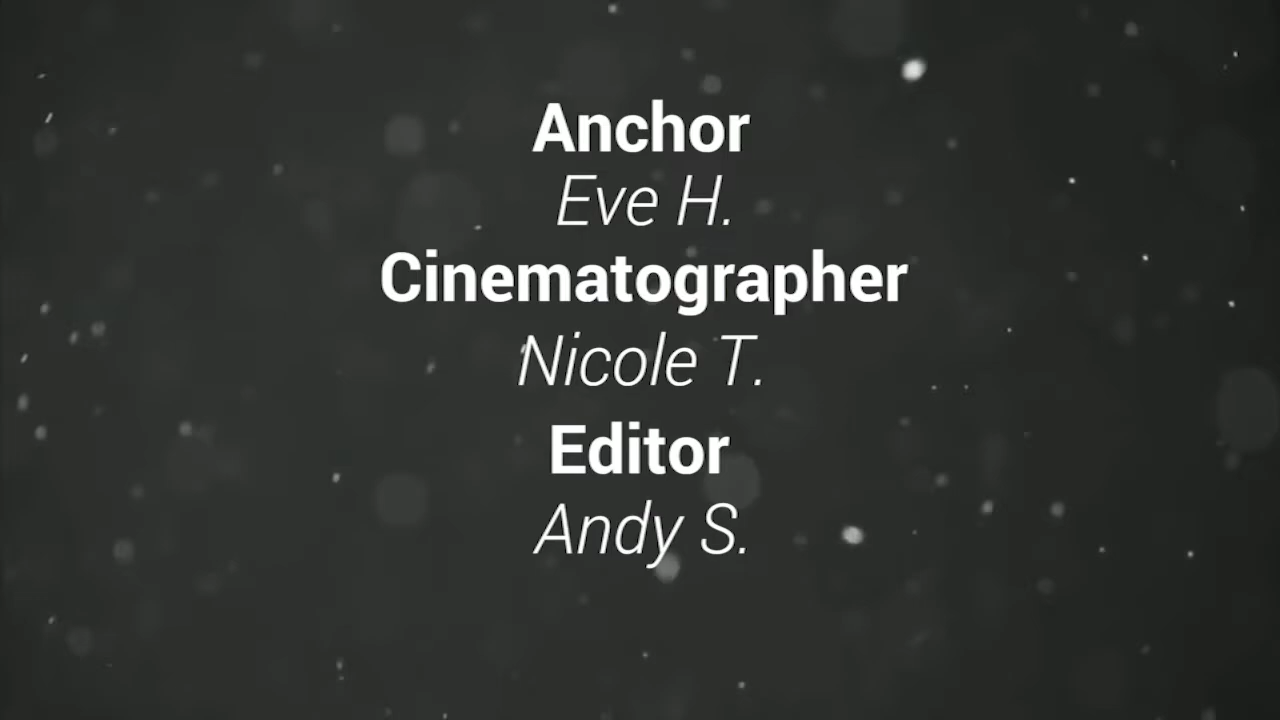 Anchor
Eve H.
Cinematographer
Nicole T.
Editor
Andy S.